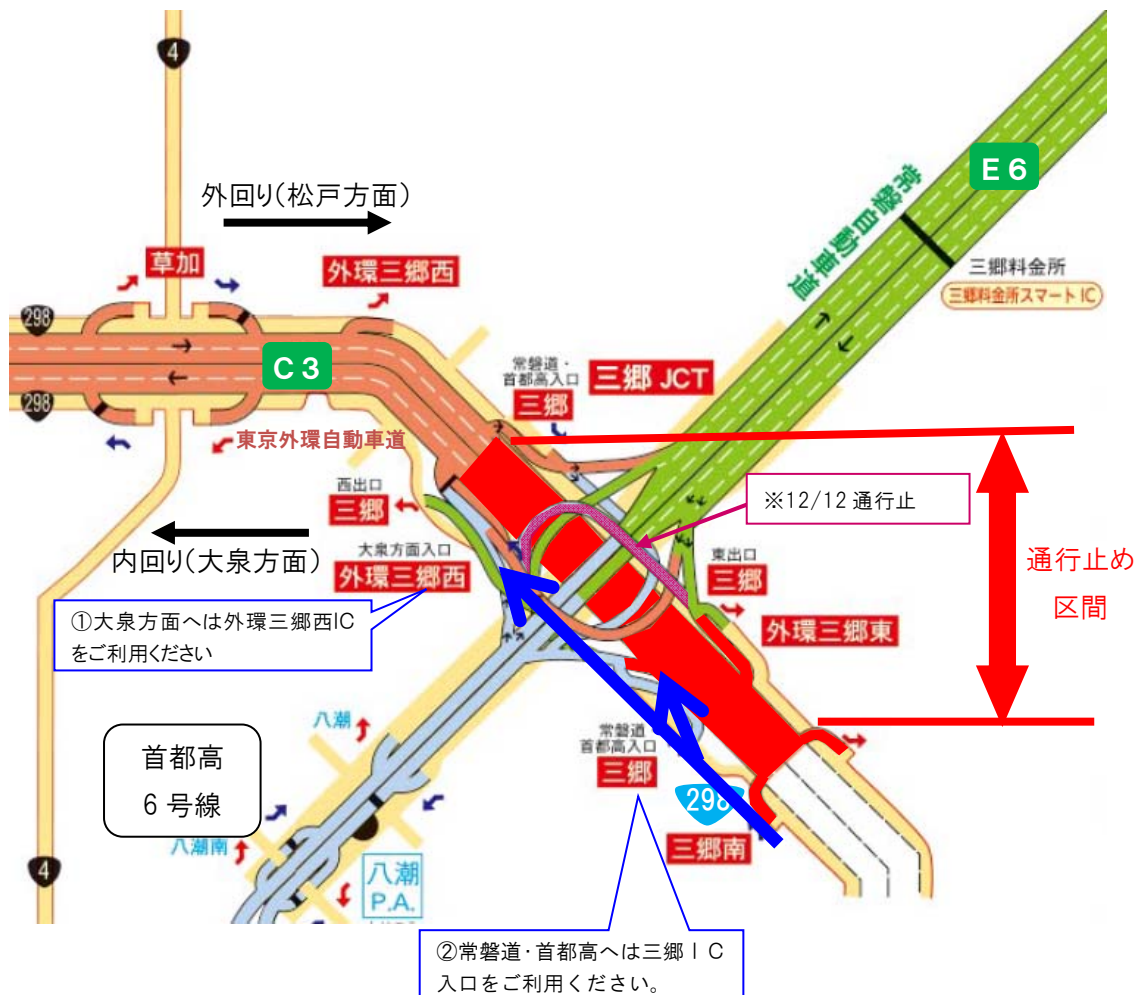 4
E6
常磐自動車道
外回り(松戸方面)
草加
外環三郷西
三郷料金所
三郷料金所スマートIC
298
C3
常磐道・
首都高入口
三郷
三郷 JCT
298
東京外環自動車道
西出口
三郷
※12/12 通行止
内回り(大泉方面)
大泉方面入口
外環三郷西
東出口
三郷
通行止め
区間
①大泉方面へは外環三郷西IC
をご利用ください
外環三郷東
八潮
首都高
6号線
常磐道
首都高入口
三郷
298
八潮南
三郷南
4
八潮
P.A.
②常磐道・首都高へは三郷IC
入口をご利用ください。